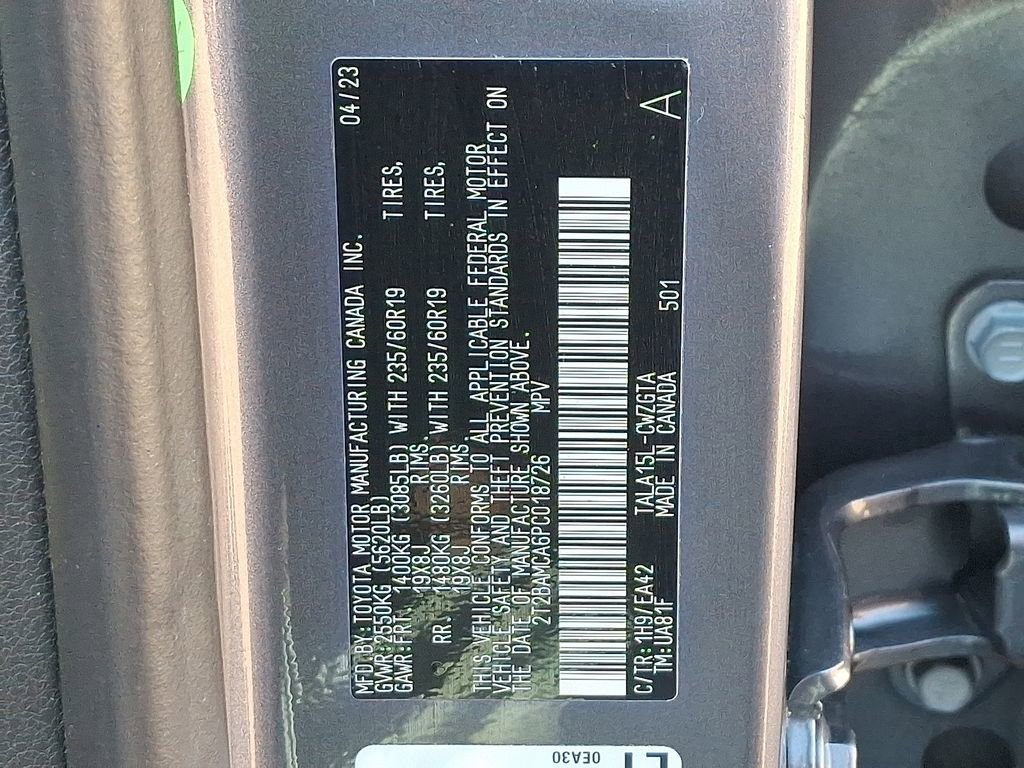 MFD BY:TOYOTA MOTOR MANUFACTURING CANADA INC. 04/23
GVWR:2550KG (5620LB)
GAWR:FRT. 1400KG (3085LB) WITH 235/60R19 TIRES,
19X8J RIMS.
RR. 1480KG (3260LB) WITH 235/60R19 TIRES,
19X8J RIMS.
THIS VEHICLE CONFORMS TO ALL APPLICABLE FEDERAL MOTOR
VEHICLE SAFETY AND THEFT PREVENTION STANDARDS IN EFFECT ON
THE DATE OF MANUFACTURE SHOWN ABOVE.
2T2BAMCA6PC018726 MPV
C/TR:1H9/EA42 TALA15L-CWZGTA
TM:UA81F MADE IN CANADA 501 A
0EA30